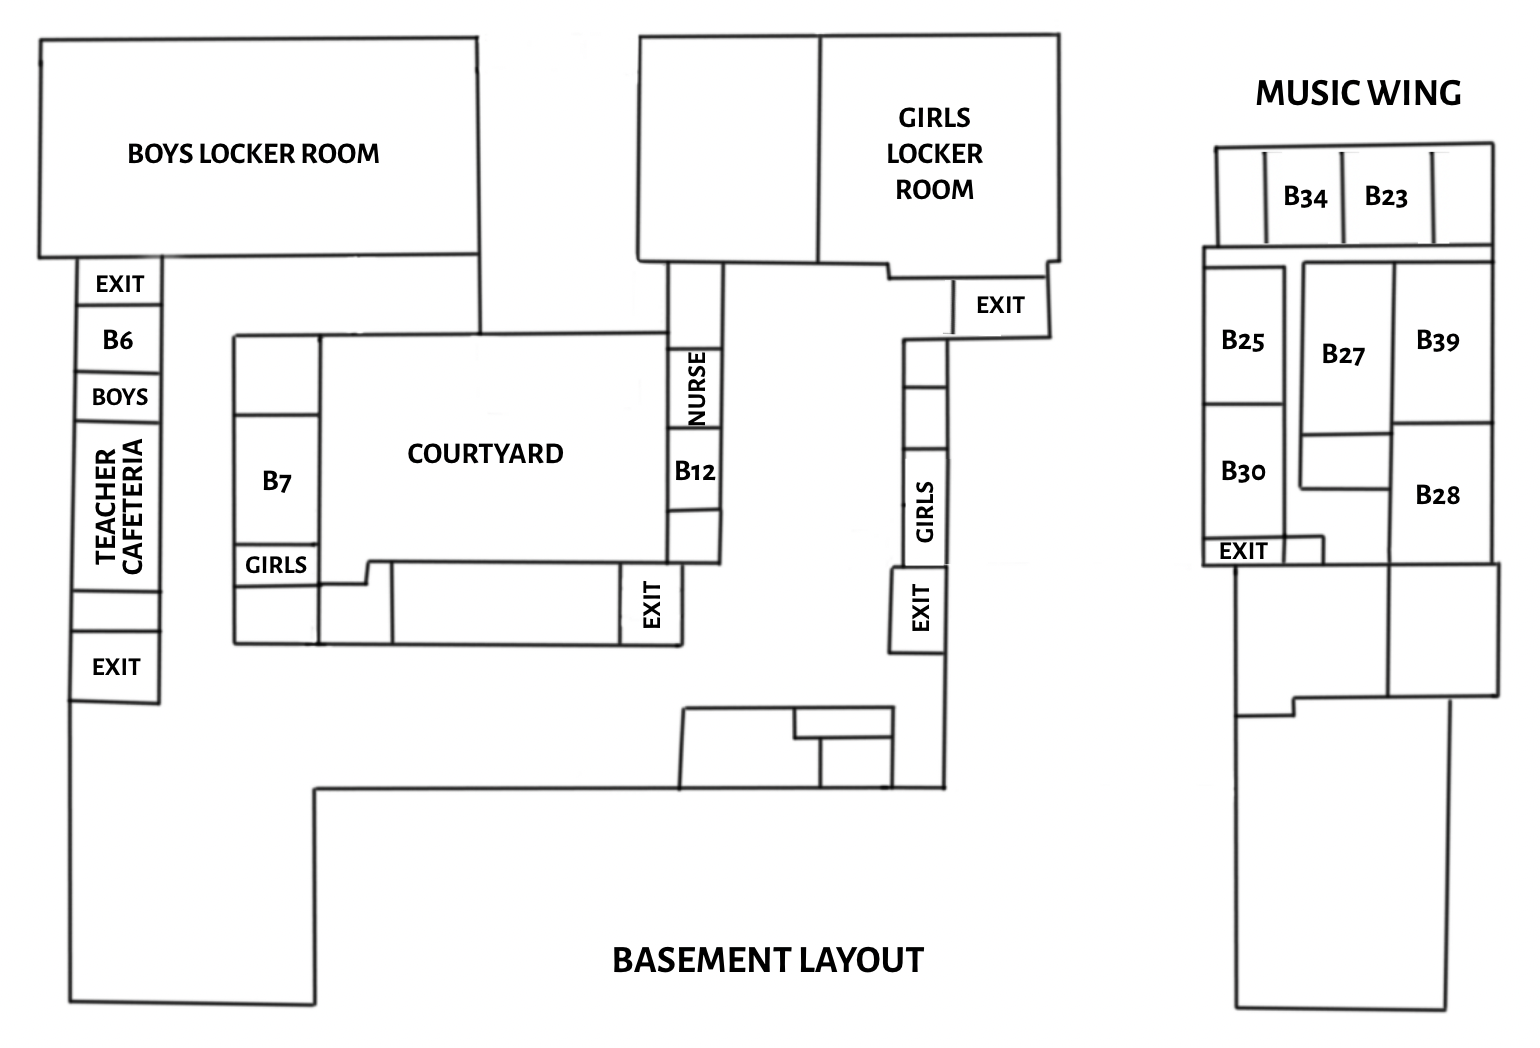 MUSIC WING
BOYS LOCKER ROOM
GIRLS
LOCKER
ROOM
B34
B23
EXIT
EXIT
B6
B25
B27
B39
NURSE
BOYS
COURTYARD
B12
B7
TEACHER
CAFETERIA
B30
B28
GIRLS
GIRLS
EXIT
EXIT
EXIT
EXIT
BASEMENT LAYOUT